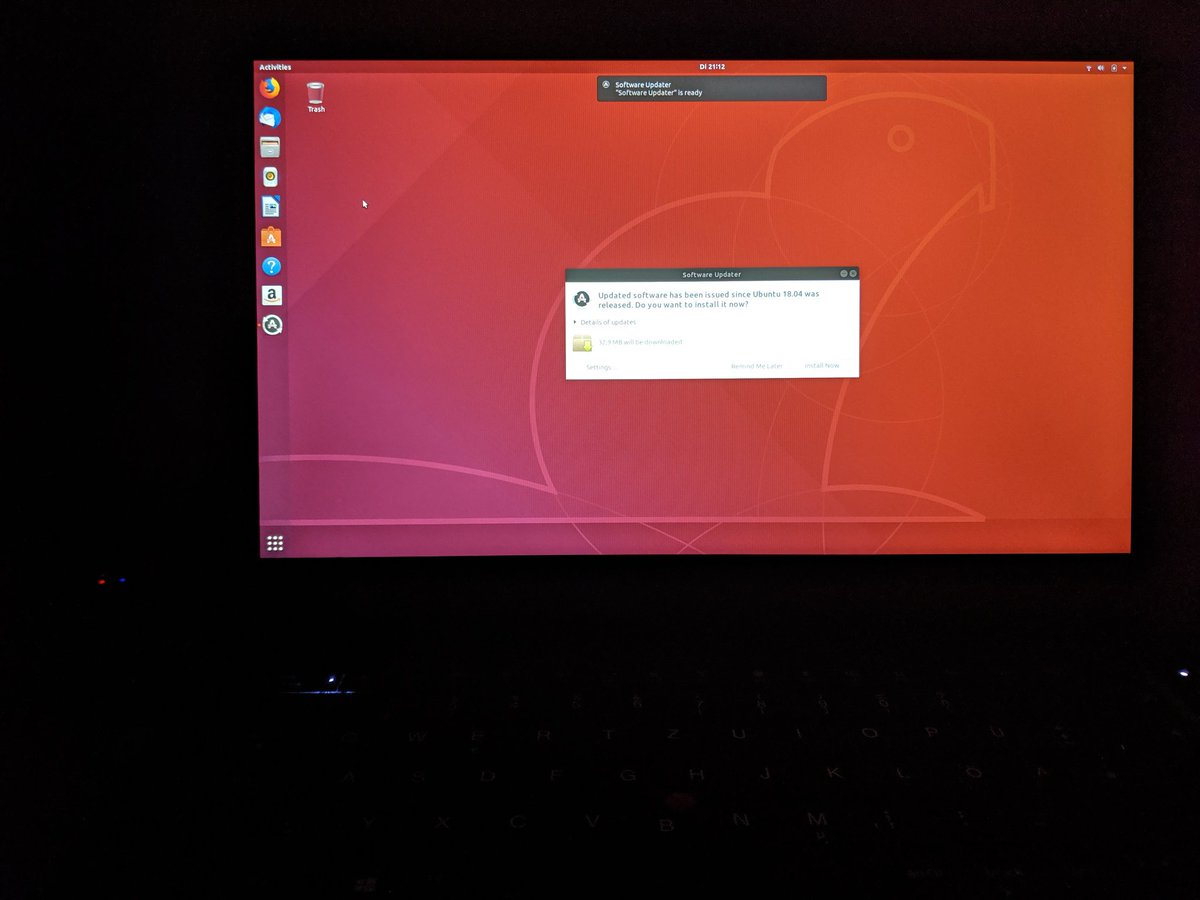 Activities
Di 21:12
Trash
Software Updater
"Software Updater" is ready
a
Software Updater
Updated software has been issued since Ubuntu 18.04 was
released. Do you want to install it now?
Details of updates
will be downloaded.
Settings...
Remind Me Later
Install Now
Q W E R T Z U I O P Ü
A S D F G H J K L Ö Ä
Y X C V B N M